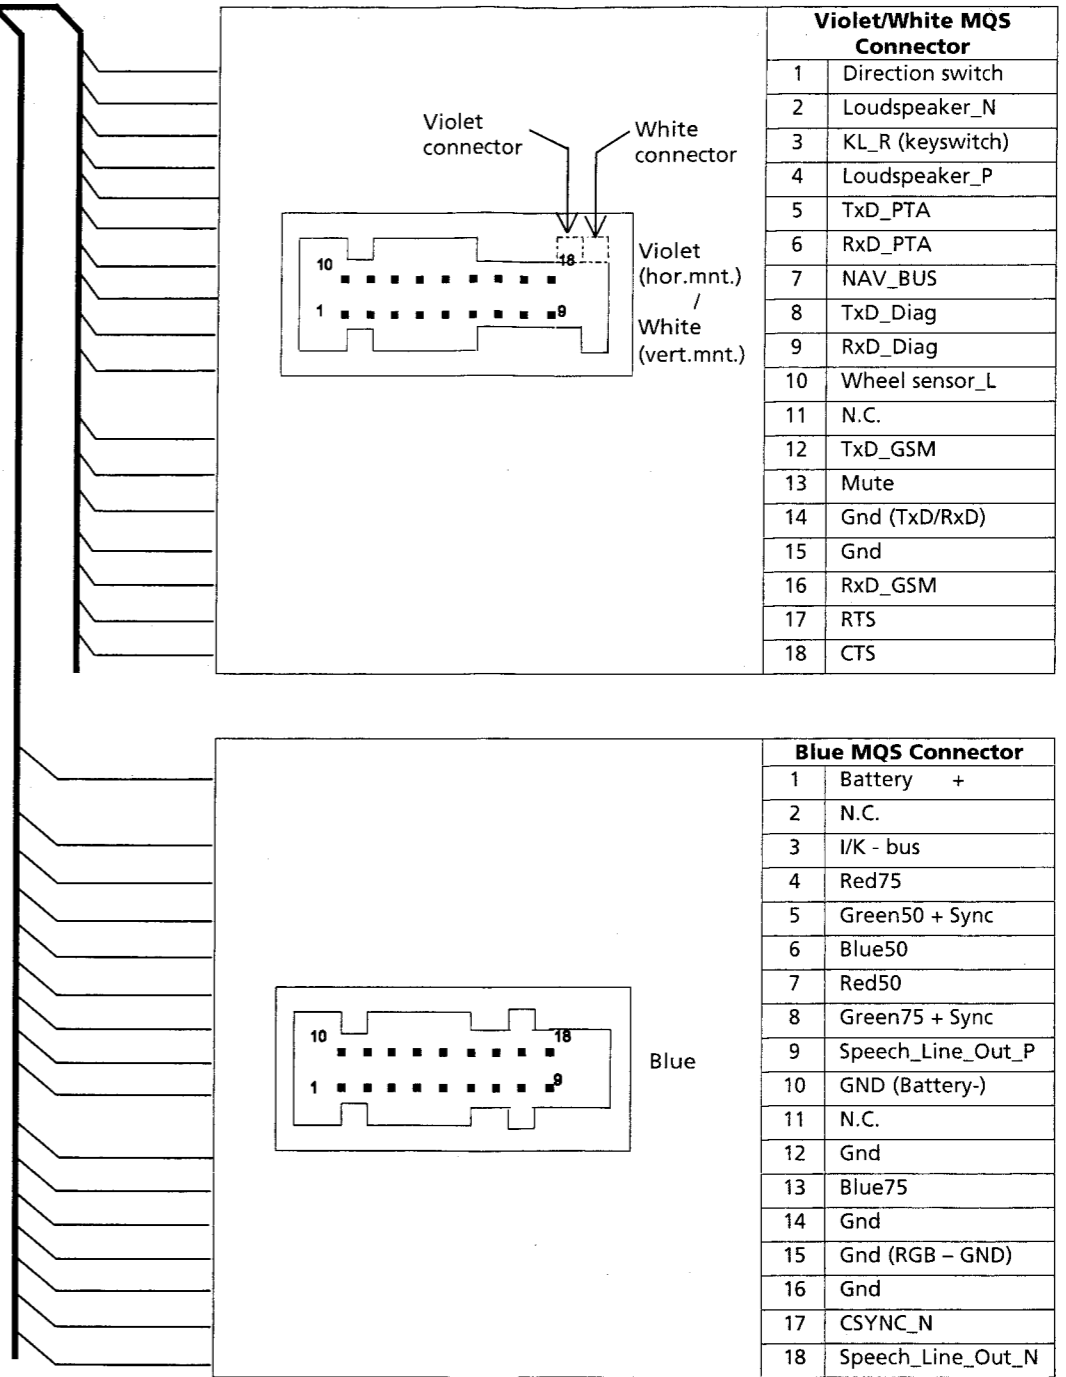 Violet/White MQS
Connector
1 Direction switch
2 Loudspeaker_N
3 KL_R (keyswitch)
4 Loudspeaker_P
5 TxD_PTA
6 RxD_PTA
7 NAV_BUS
8 TxD_Diag
9 RxD_Diag
10 Wheel sensor_L
11 N.C.
12 TxD_GSM
13 Mute
14 Gnd (TxD/RxD)
15 Gnd
16 RxD_GSM
17 RTS
18 CTS
Violet
connector
White
connector
10
18
1
9
Violet
(hor.mnt.)
/
White
(vert.mnt.)
Blue MQS Connector
1 Battery +
2 N.C.
3 I/K - bus
4 Red75
5 Green50 + Sync
6 Blue50
7 Red50
8 Green75 + Sync
9 Speech_Line_Out_P
10 GND (Battery-)
11 N.C.
12 Gnd
13 Blue75
14 Gnd
15 Gnd (RGB – GND)
16 Gnd
17 CSYNC_N
18 Speech_Line_Out_N
10
18
1
9
Blue